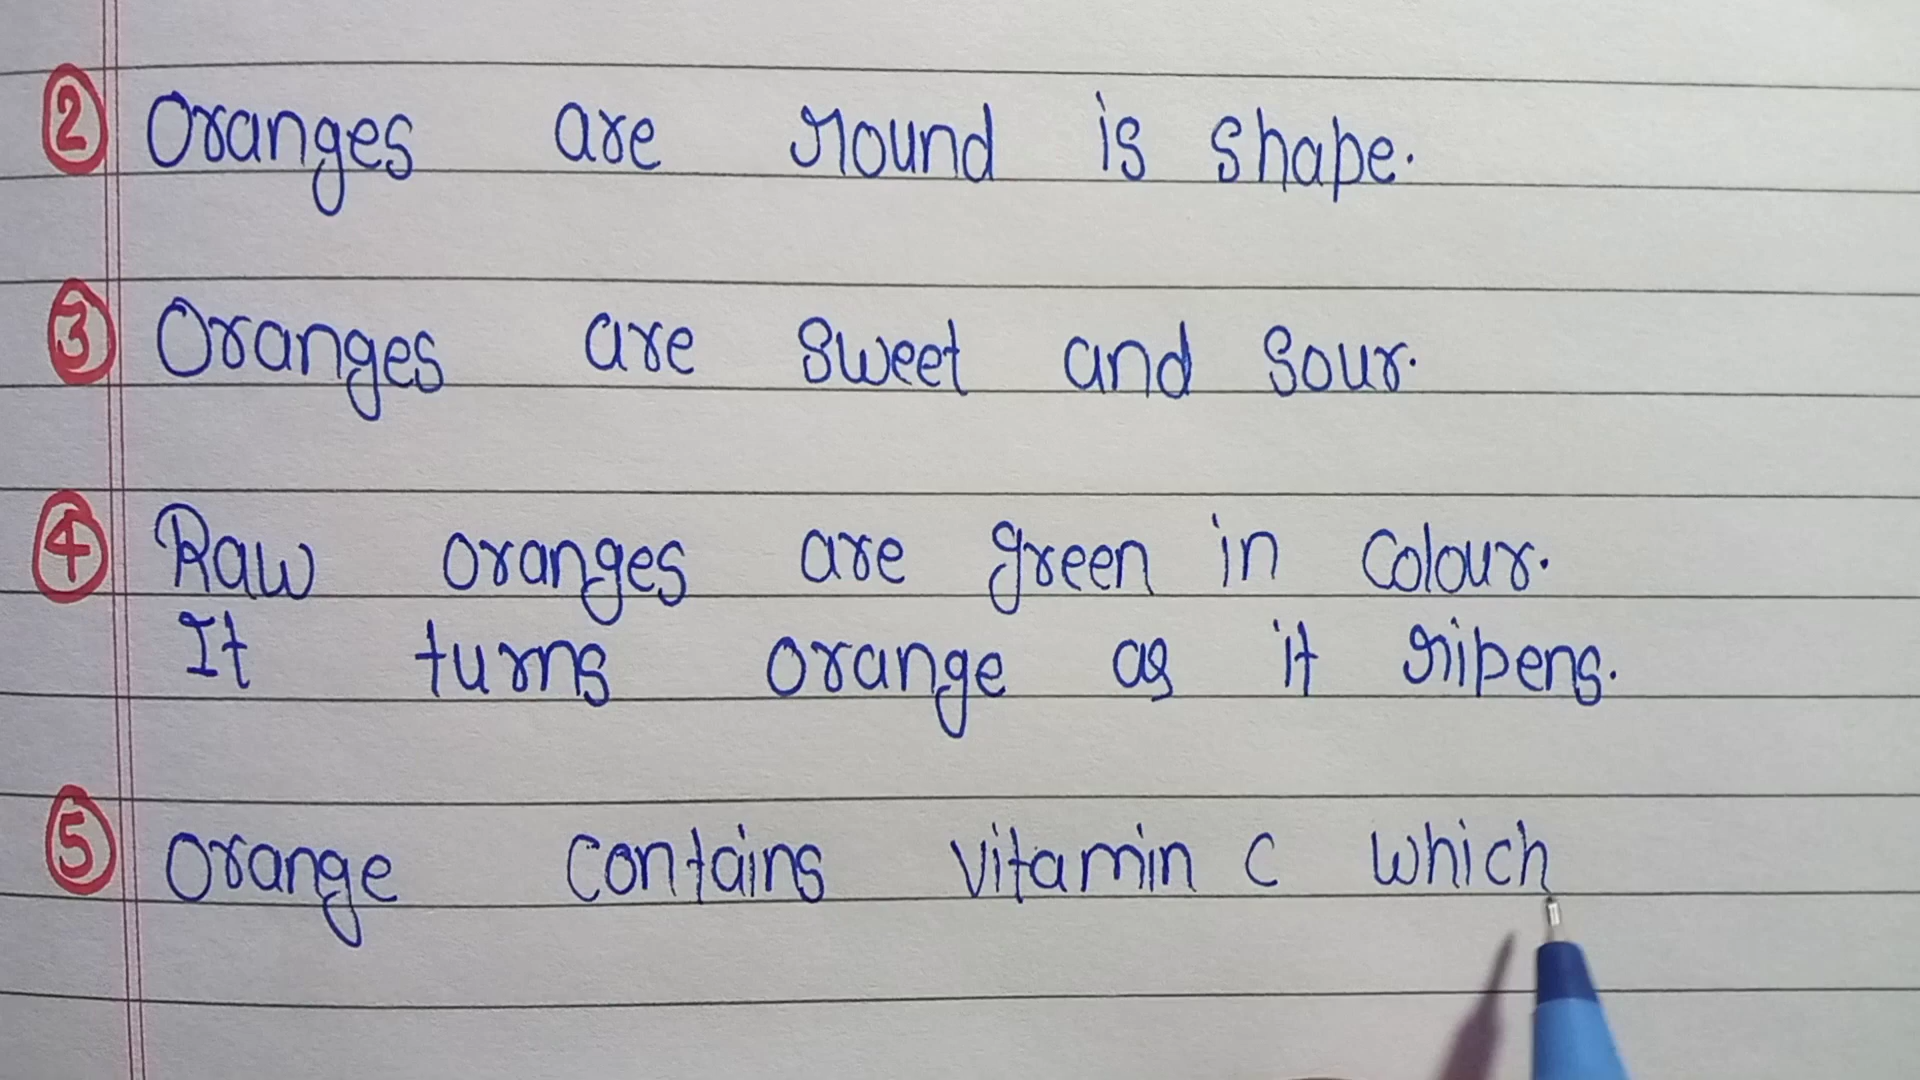 ② Oranges are round is shape.
③ Oranges are sweet and sour.
④ Raw oranges are green in colour.
It turns orange as it ripens.
⑤ Orange contains vitamin C which